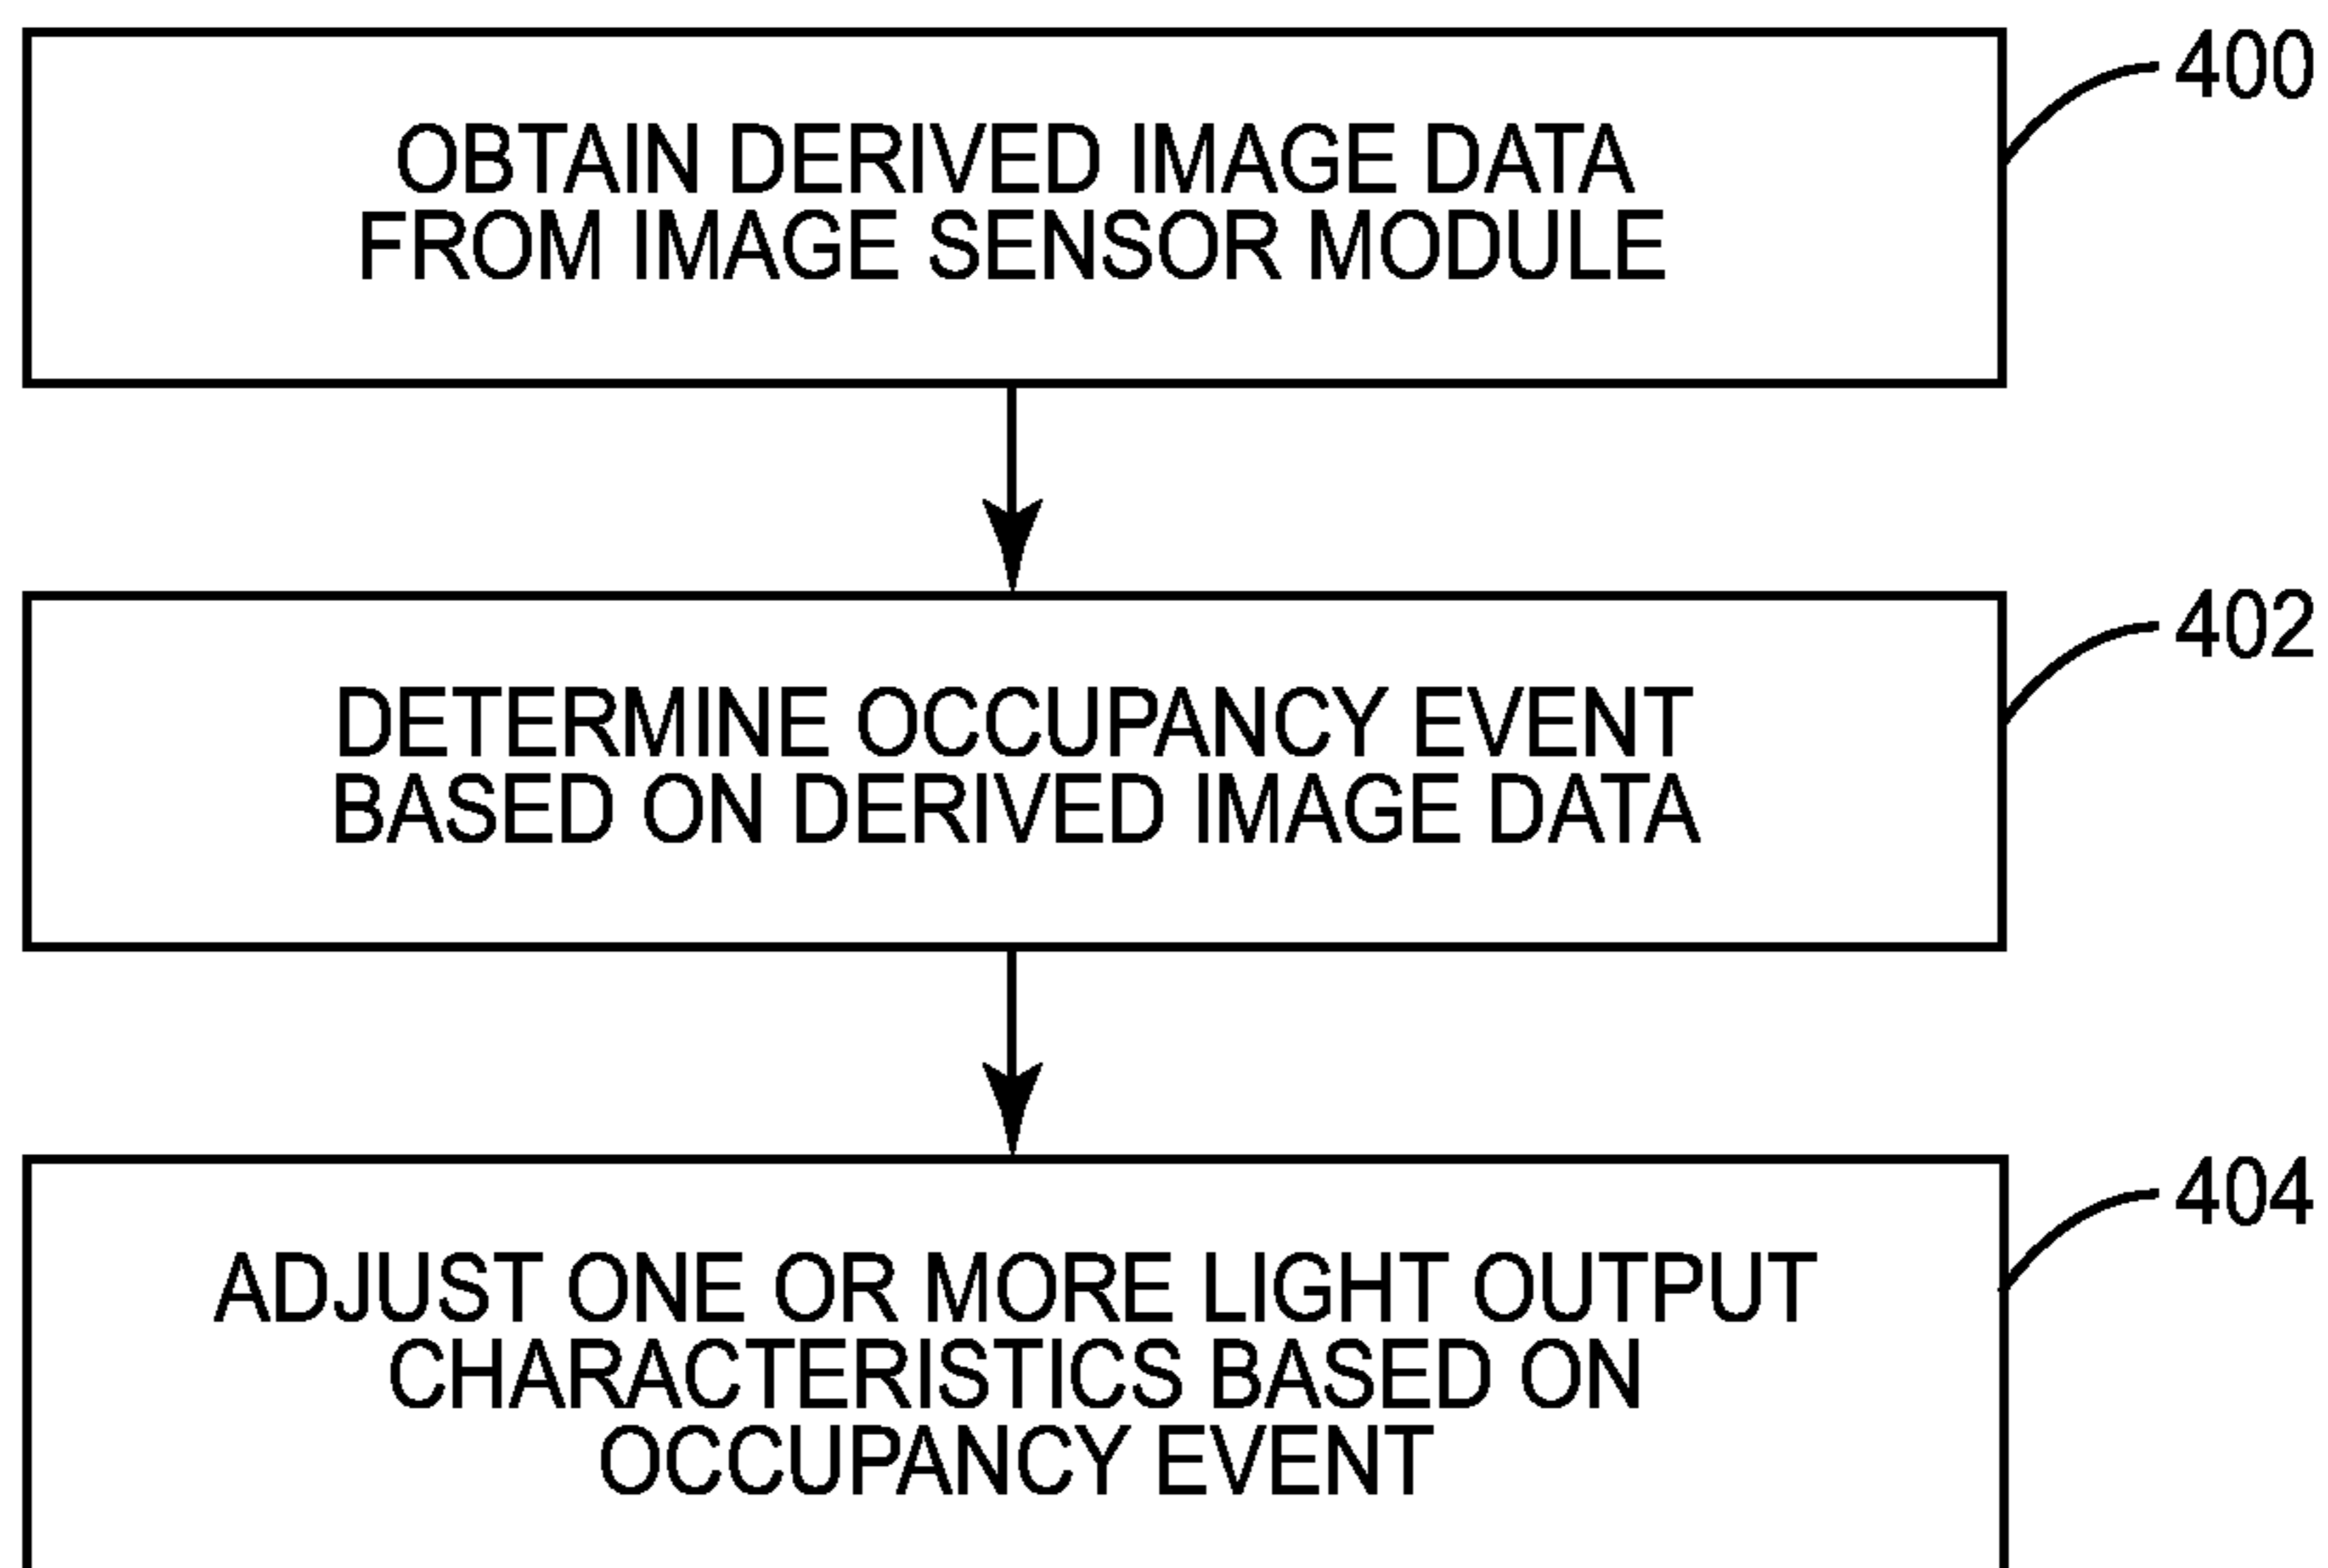 400
OBTAIN DERIVED IMAGE DATA
FROM IMAGE SENSOR MODULE
402
DETERMINE OCCUPANCY EVENT
BASED ON DERIVED IMAGE DATA
404
ADJUST ONE OR MORE LIGHT OUTPUT
CHARACTERISTICS BASED ON
OCCUPANCY EVENT